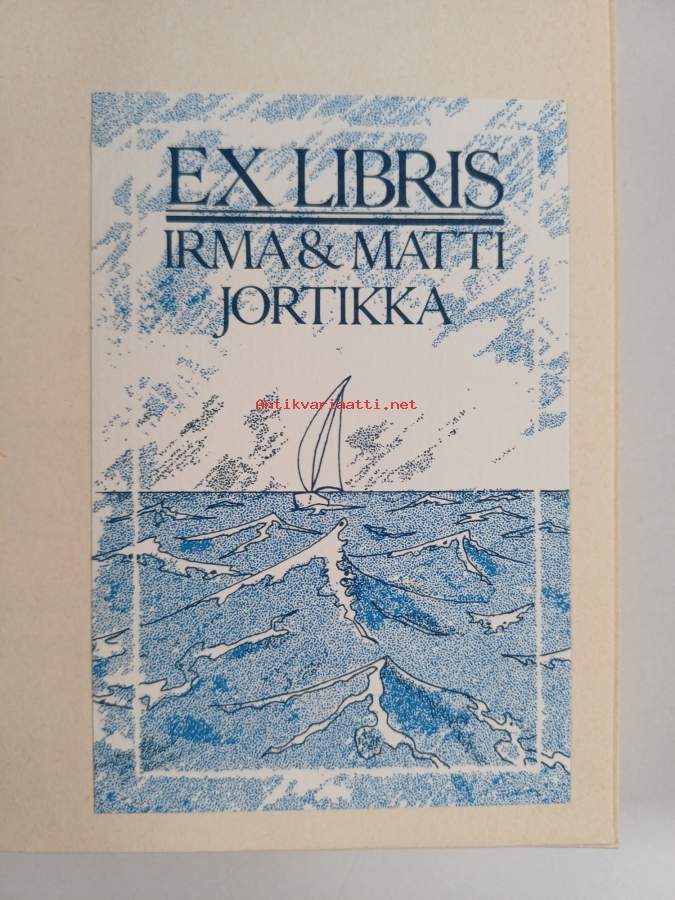 EX LIBRIS
IRMA & MATTI
JORTIKKA
Antikvariaatti.net